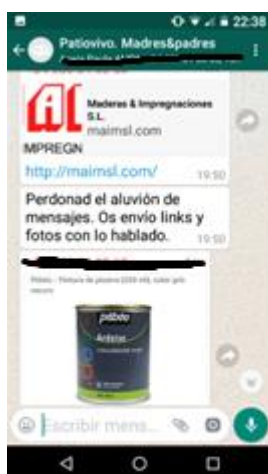 22:38
Patiovivo. Madres&padres
Maderas & Impregnaciones
S.L.
maimsl.com
MPREGN
http://maimsl.com/
19:50
Perdonad el aluvión de
mensajes. Os envío links y
fotos con lo hablado.
19:50
pébéo
Escribir mens...